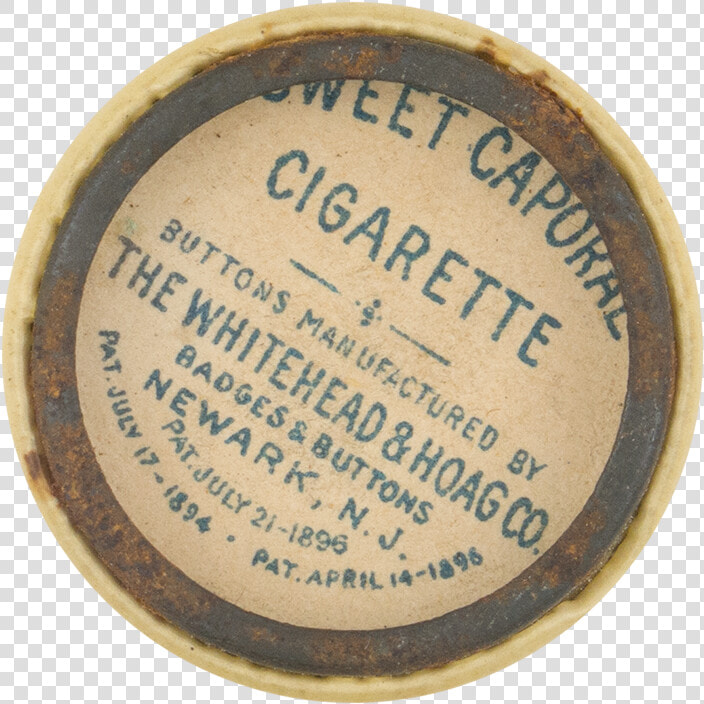 SWEET CAPORAL
CIGARETTE
BUTTONS MANUFACTURED BY
THE WHITEHEAD & HOAG CO.
BADGES & BUTTONS
NEWARK, N. J.
PAT. JULY 21-1896
PAT. JULY 17-1894 • PAT. APRIL 14-1896